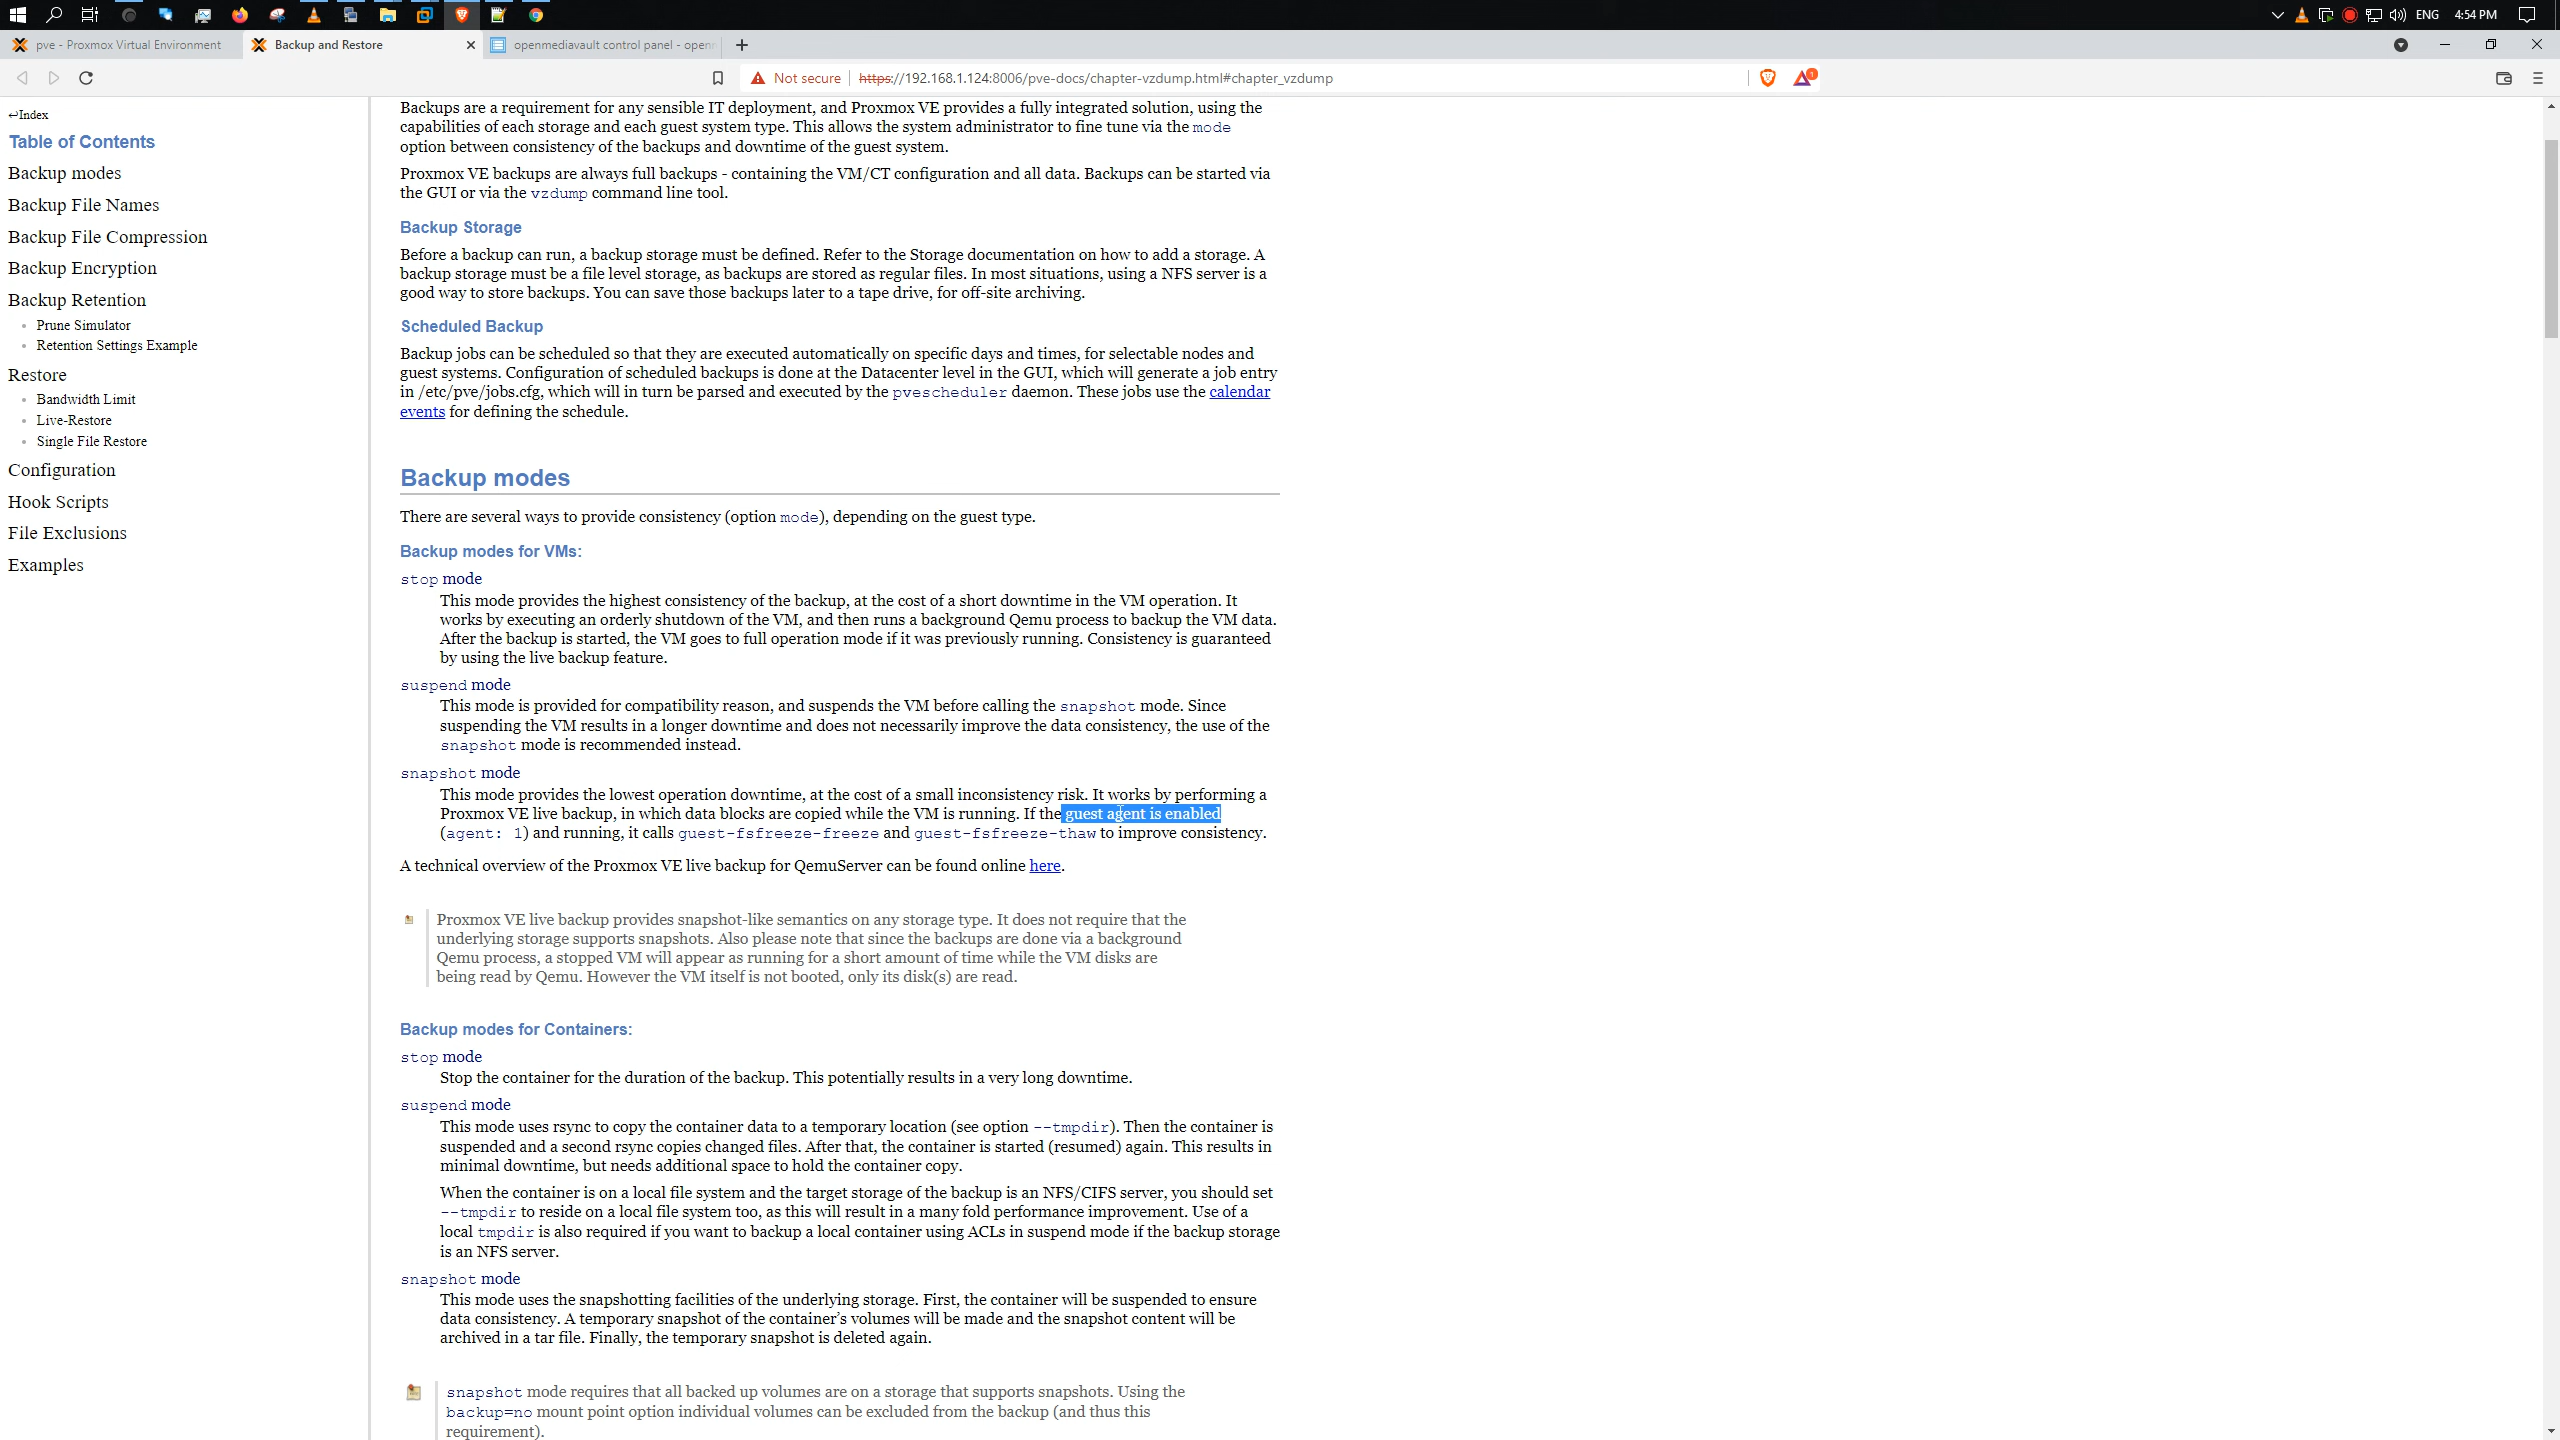 ENG 4:54 PM
pve - Proxmox Virtual Environment
Backup and Restore
openmediavault control panel - open
Not secure
https://192.168.1.124:8006/pve-docs/chapter-vzdump.html#chapter_vzdump
1
↩Index
Table of Contents
Backup modes
Backup File Names
Backup File Compression
Backup Encryption
Backup Retention
Prune Simulator
Retention Settings Example
Restore
Bandwidth Limit
Live-Restore
Single File Restore
Configuration
Hook Scripts
File Exclusions
Examples
Backups are a requirement for any sensible IT deployment, and Proxmox VE provides a fully integrated solution, using the
capabilities of each storage and each guest system type. This allows the system administrator to fine tune via the mode
option between consistency of the backups and downtime of the guest system.
Proxmox VE backups are always full backups - containing the VM/CT configuration and all data. Backups can be started via
the GUI or via the vzdump command line tool.
Backup Storage
Before a backup can run, a backup storage must be defined. Refer to the Storage documentation on how to add a storage. A
backup storage must be a file level storage, as backups are stored as regular files. In most situations, using a NFS server is a
good way to store backups. You can save those backups later to a tape drive, for off-site archiving.
Scheduled Backup
Backup jobs can be scheduled so that they are executed automatically on specific days and times, for selectable nodes and
guest systems. Configuration of scheduled backups is done at the Datacenter level in the GUI, which will generate a job entry
in /etc/pve/jobs.cfg, which will in turn be parsed and executed by the pvescheduler daemon. These jobs use the calendar
events for defining the schedule.
Backup modes
There are several ways to provide consistency (option mode), depending on the guest type.
Backup modes for VMs:
stop mode
This mode provides the highest consistency of the backup, at the cost of a short downtime in the VM operation. It
works by executing an orderly shutdown of the VM, and then runs a background Qemu process to backup the VM data.
After the backup is started, the VM goes to full operation mode if it was previously running. Consistency is guaranteed
by using the live backup feature.
suspend mode
This mode is provided for compatibility reason, and suspends the VM before calling the snapshot mode. Since
suspending the VM results in a longer downtime and does not necessarily improve the data consistency, the use of the
snapshot mode is recommended instead.
snapshot mode
This mode provides the lowest operation downtime, at the cost of a small inconsistency risk. It works by performing a
Proxmox VE live backup, in which data blocks are copied while the VM is running. If the guest agent is enabled
(agent: 1) and running, it calls guest-fsfreeze-freeze and guest-fsfreeze-thaw to improve consistency.
A technical overview of the Proxmox VE live backup for QemuServer can be found online here.
Proxmox VE live backup provides snapshot-like semantics on any storage type. It does not require that the
underlying storage supports snapshots. Also please note that since the backups are done via a background
Qemu process, a stopped VM will appear as running for a short amount of time while the VM disks are
being read by Qemu. However the VM itself is not booted, only its disk(s) are read.
Backup modes for Containers:
stop mode
Stop the container for the duration of the backup. This potentially results in a very long downtime.
suspend mode
This mode uses rsync to copy the container data to a temporary location (see option --tmpdir). Then the container is
suspended and a second rsync copies changed files. After that, the container is started (resumed) again. This results in
minimal downtime, but needs additional space to hold the container copy.
When the container is on a local file system and the target storage of the backup is an NFS/CIFS server, you should set
--tmpdir to reside on a local file system too, as this will result in a many fold performance improvement. Use of a
local tmpdir is also required if you want to backup a local container using ACLs in suspend mode if the backup storage
is an NFS server.
snapshot mode
This mode uses the snapshotting facilities of the underlying storage. First, the container will be suspended to ensure
data consistency. A temporary snapshot of the container's volumes will be made and the snapshot content will be
archived in a tar file. Finally, the temporary snapshot is deleted again.
snapshot mode requires that all backed up volumes are on a storage that supports snapshots. Using the
backup=no mount point option individual volumes can be excluded from the backup (and thus this
requirement).